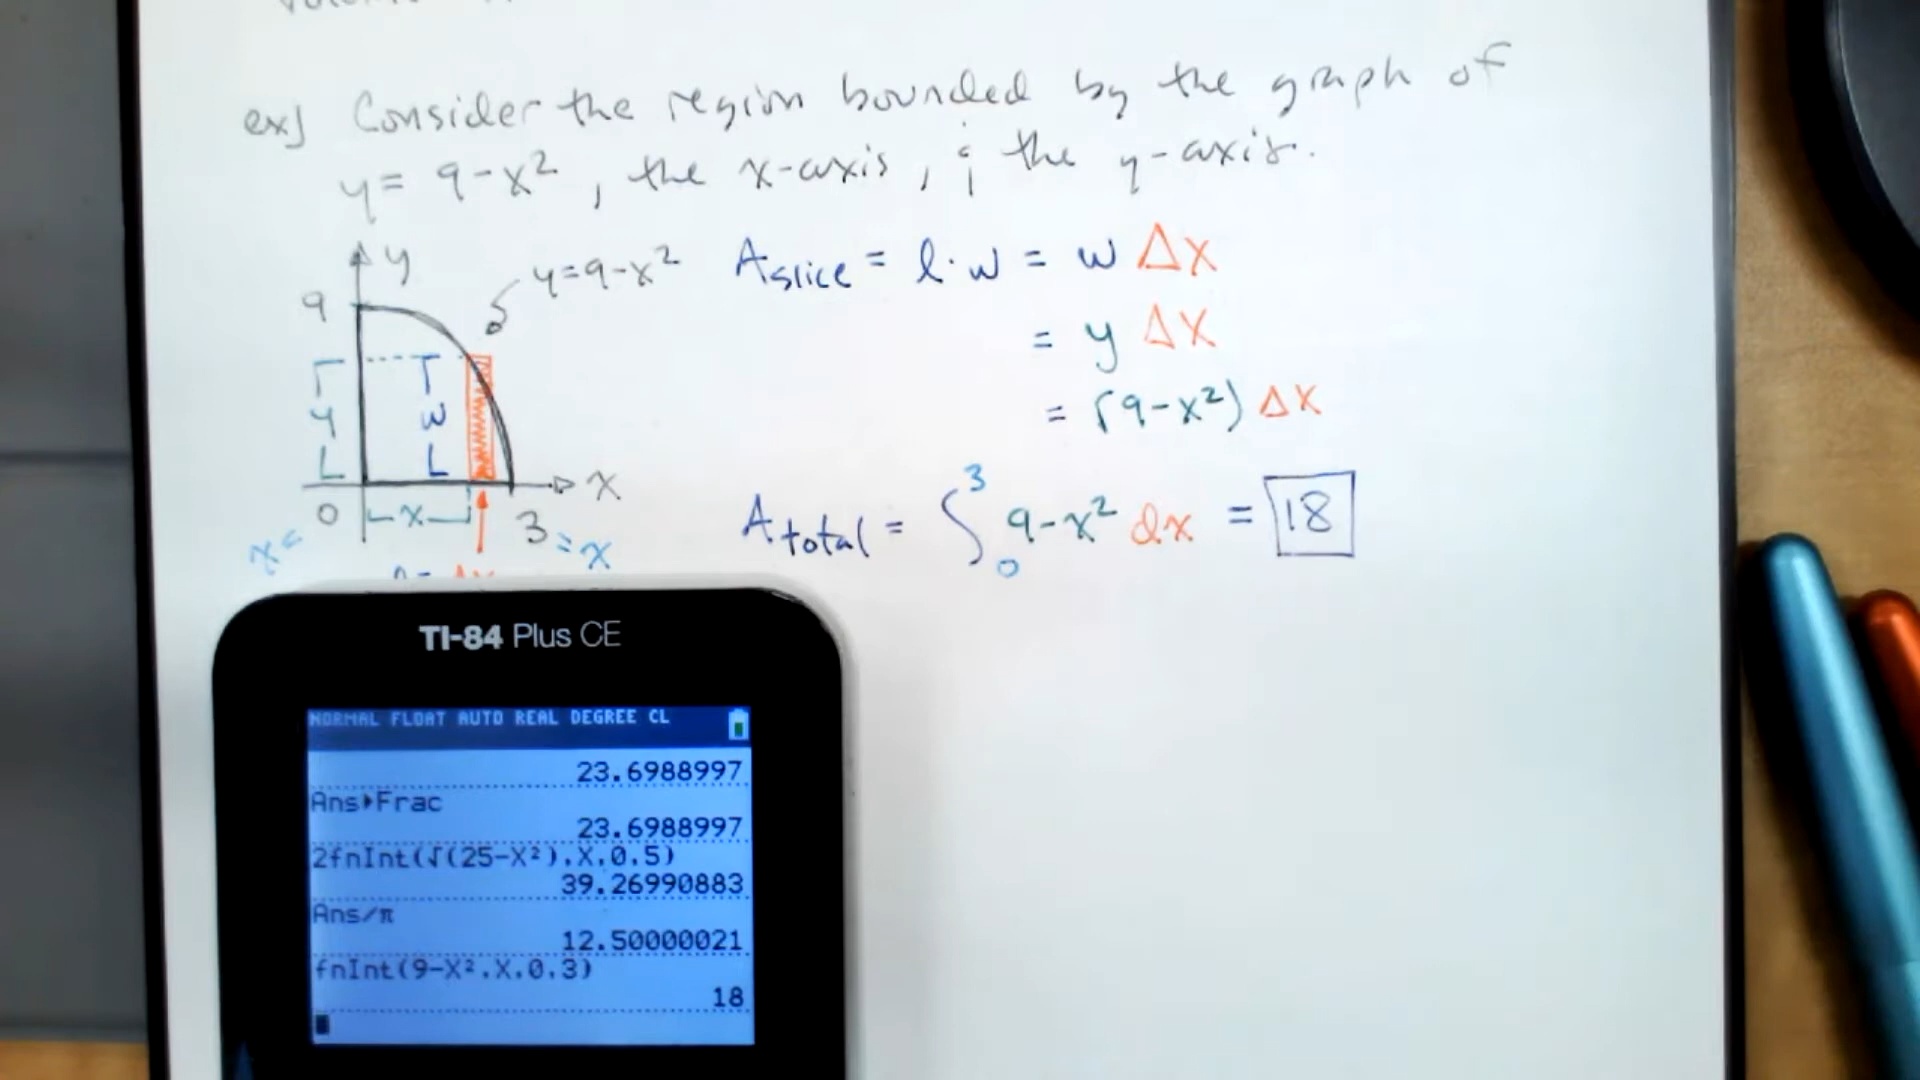 ex) Consider the region bounded by the graph of
y = 9-x², the x-axis, & the y-axis.
y
9
y=9-x²
A slice = l·w = w Δx
= y Δx
= (9-x²) Δx
y
w
x
0
x
3 = x
x =
A total = ∫₀³ 9-x² dx = 18
TI-84 Plus CE
NORMAL FLOAT AUTO REAL DEGREE CL
23.6988997
Ans▶Frac
23.6988997
2fnInt(√(25-X²),X,0,5)
39.26990883
Ans/π
12.50000021
fnInt(9-X²,X,0,3)
18